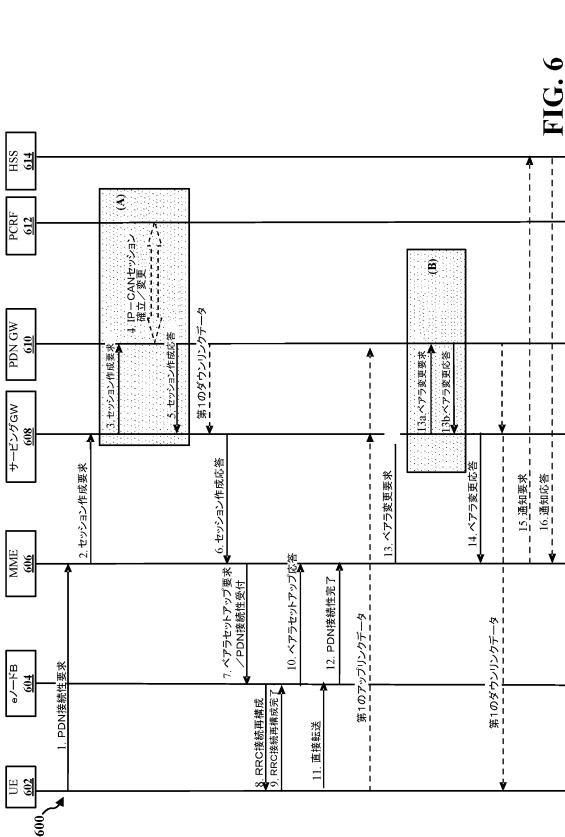 600
UE
602
eノードB
604
MME
606
サービングGW
608
PDN GW
610
PCRF
612
HSS
614
1. PDN接続性要求
2. セッション作成要求
(A)
3. セッション作成要求
4. IP－CANセッション
確立／変更
5. セッション作成応答
第1のダウンリンクデータ
6. セッション作成応答
7. ベアラセットアップ要求
／PDN接続性受付
8. RRC接続再構成
9. RRC接続再構成完了
10. ベアラセットアップ応答
11. 直接転送
12. PDN接続性完了
第1のアップリンクデータ
13. ベアラ変更要求
(B)
13a.ベアラ変更要求
13b.ベアラ変更応答
14. ベアラ変更応答
第1のダウンリンクデータ
15. 通知要求
16. 通知応答
FIG. 6